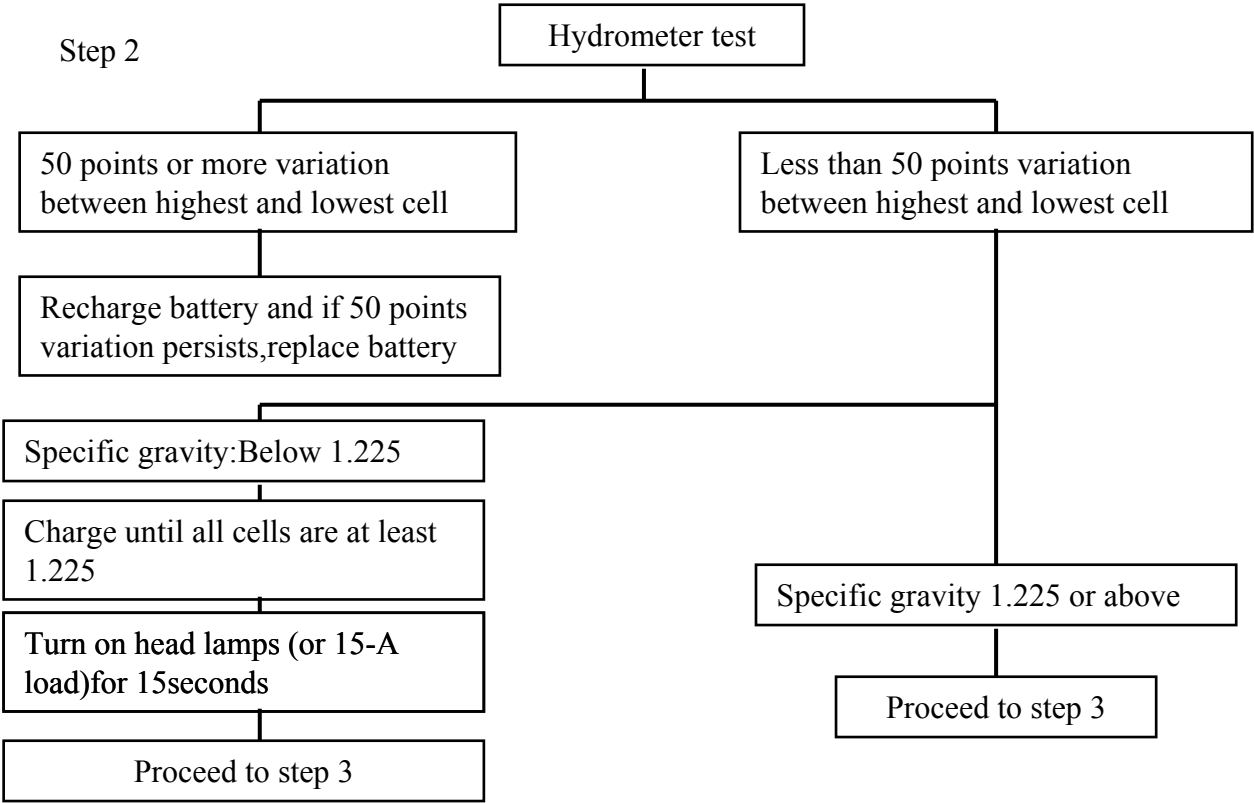 Step 2
Hydrometer test
50 points or more variation
between highest and lowest cell
Less than 50 points variation
between highest and lowest cell
Recharge battery and if 50 points
variation persists,replace battery
Specific gravity:Below 1.225
Charge until all cells are at least
1.225
Turn on head lamps (or 15-A
load)for 15seconds
Proceed to step 3
Specific gravity 1.225 or above
Proceed to step 3